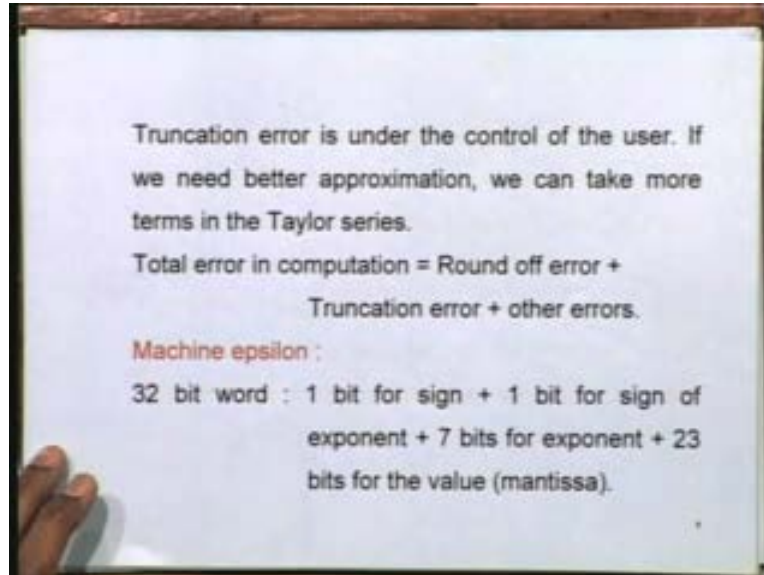 Truncation error is under the control of the user. If
we need better approximation, we can take more
terms in the Taylor series.
Total error in computation = Round off error +
Truncation error + other errors.
Machine epsilon :
32 bit word : 1 bit for sign + 1 bit for sign of
exponent + 7 bits for exponent + 23
bits for the value (mantissa).